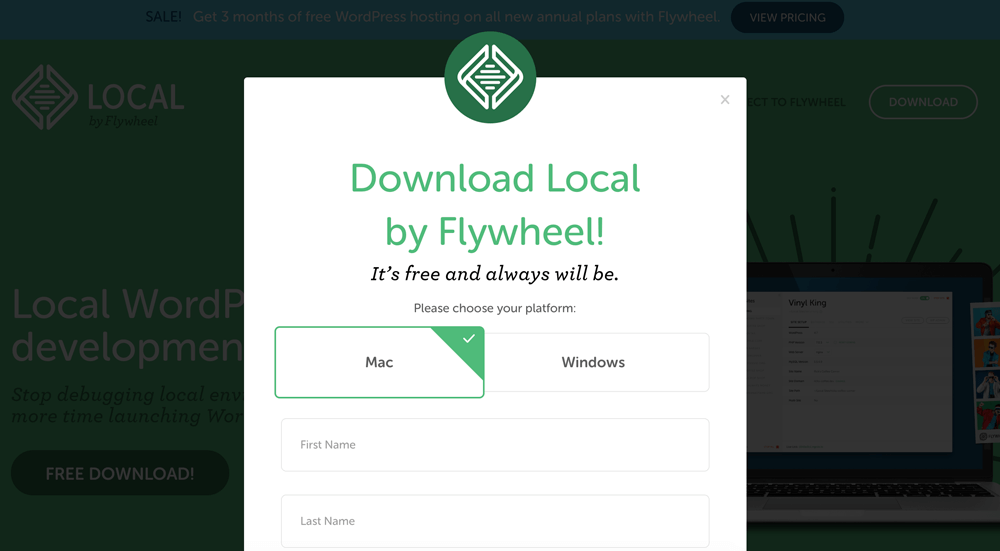 SALE! Get 3 months of free WordPress hosting on all new annual plans with Flywheel. VIEW PRICING
LOCAL
by Flywheel
ECT TO FLYWHEEL
DOWNLOAD
×
Download Local
by Flywheel!
It's free and always will be.
Please choose your platform:
Mac
Windows
First Name
Last Name
Local WordP
developmen
Stop debugging local env
more time launching Wor
FREE DOWNLOAD!
Vinyl King